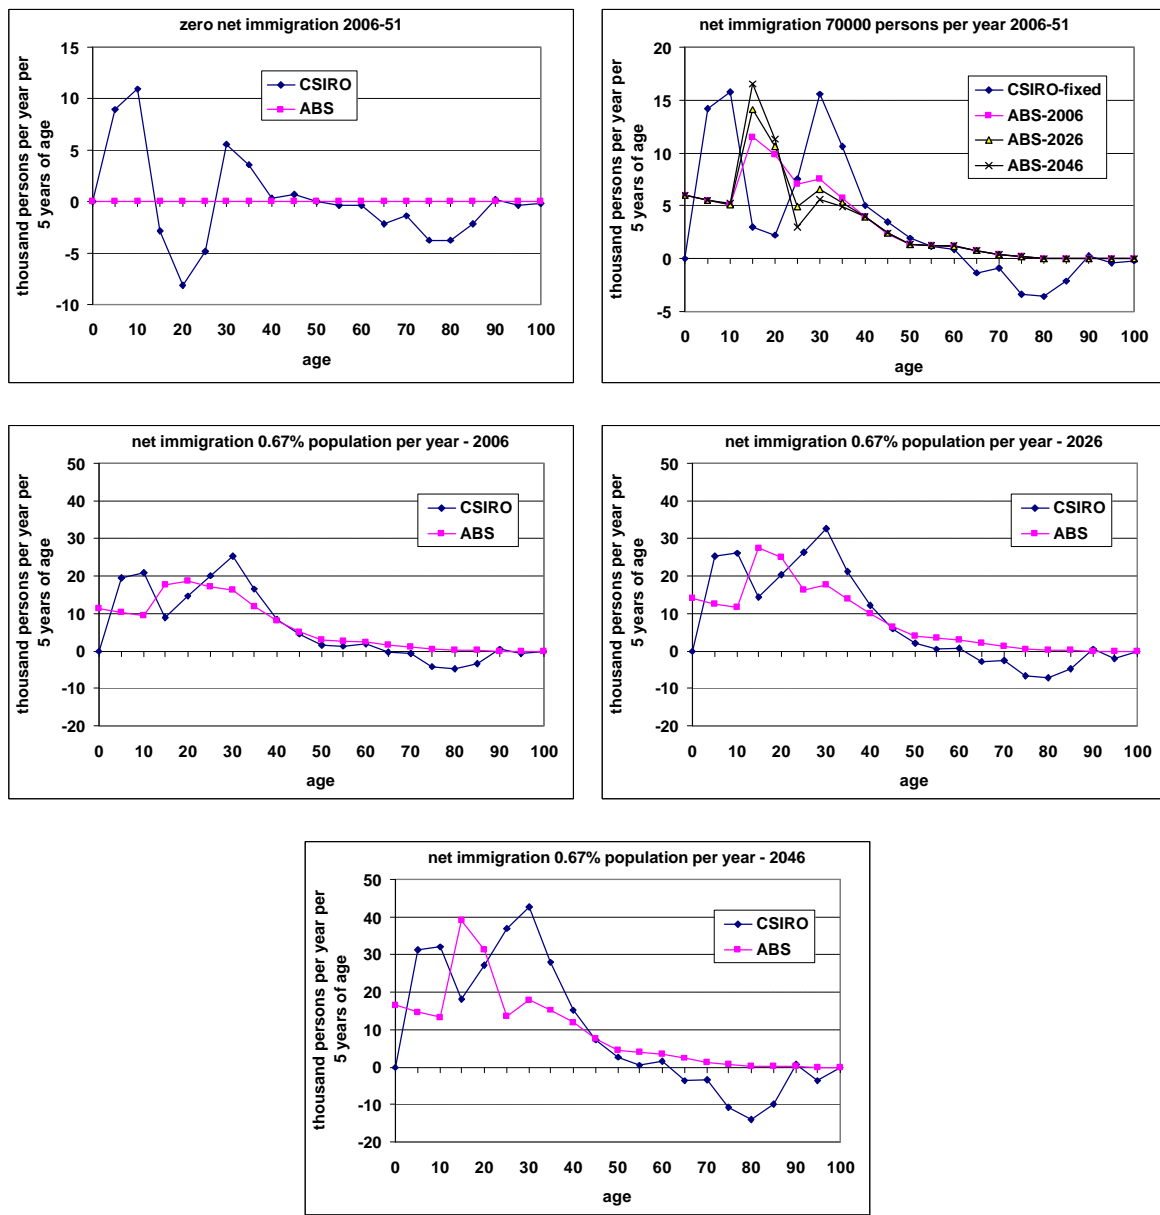 zero net immigration 2006-51
thousand persons per year per
5 years of age
15
10
5
0
-5
-10
CSIRO
ABS
0 10 20 30 40 50 60 70 80 90 100
age
net immigration 70000 persons per year 2006-51
thousand persons per year per
5 years of age
20
15
10
5
0
-5
CSIRO-fixed
ABS-2006
ABS-2026
ABS-2046
0 10 20 30 40 50 60 70 80 90 100
age
net immigration 0.67% population per year - 2006
thousand persons per year per
5 years of age
50
40
30
20
10
0
-10
-20
CSIRO
ABS
0 10 20 30 40 50 60 70 80 90 100
age
net immigration 0.67% population per year - 2026
thousand persons per year per
5 years of age
50
40
30
20
10
0
-10
-20
CSIRO
ABS
0 10 20 30 40 50 60 70 80 90 100
age
net immigration 0.67% population per year - 2046
thousand persons per year per
5 years of age
50
40
30
20
10
0
-10
-20
CSIRO
ABS
0 10 20 30 40 50 60 70 80 90 100
age